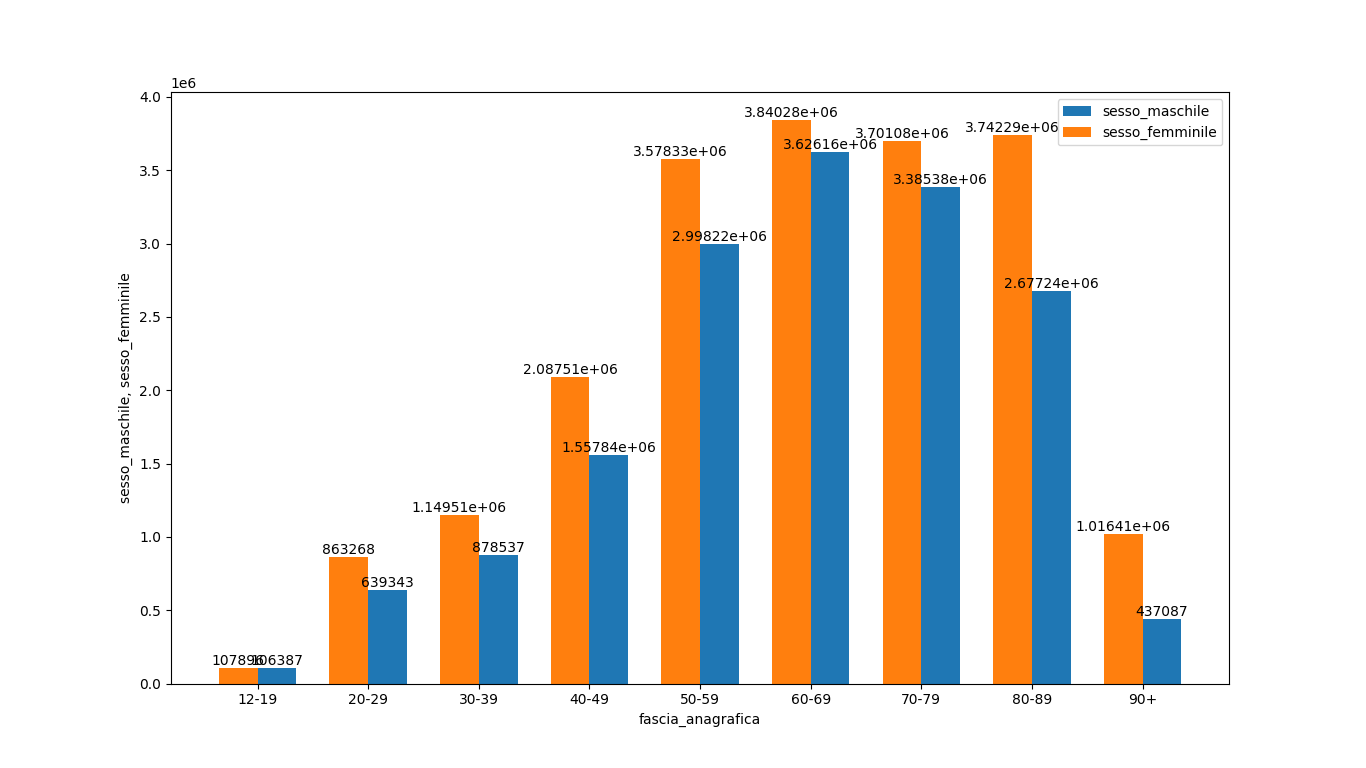 1e6
sesso_maschile
sesso_femminile
4.0
3.5
3.0
2.5
2.0
1.5
1.0
0.5
0.0
sesso_maschile, sesso_femminile
107896
106387
863268
639343
1.14951e+06
878537
2.08751e+06
1.55784e+06
3.57833e+06
2.99822e+06
3.84028e+06
3.62616e+06
3.70108e+06
3.38538e+06
3.74229e+06
2.67724e+06
1.01641e+06
437087
12-19 20-29 30-39 40-49 50-59 60-69 70-79 80-89 90+
fascia_anagrafica